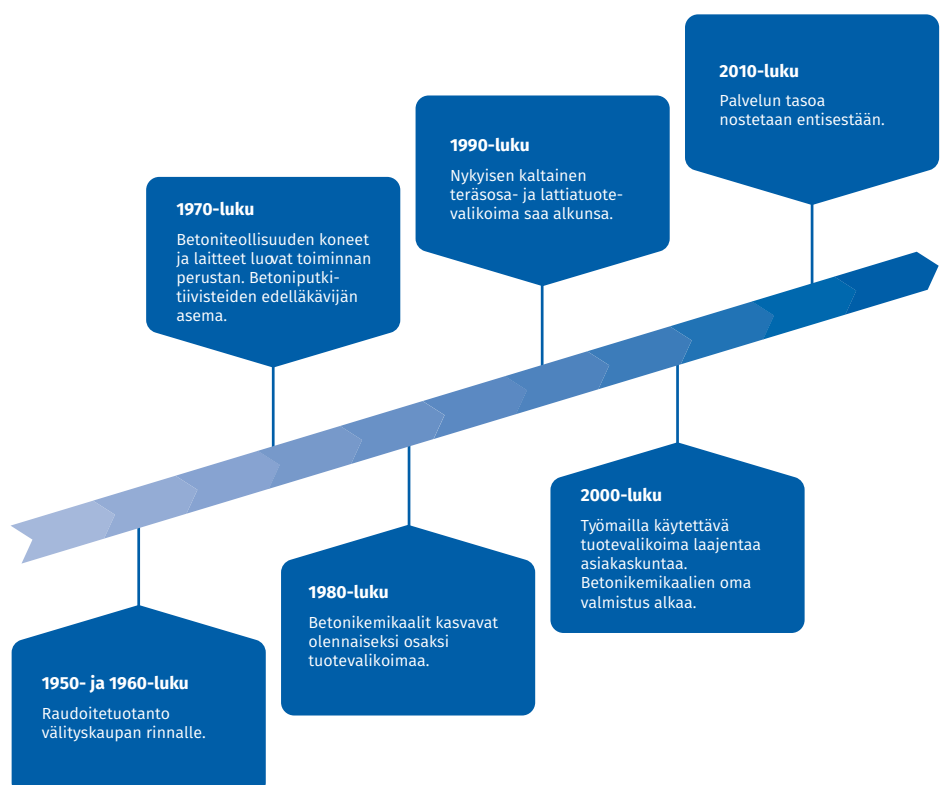 2010-luku
Palvelun tasoa
nostetaan entisestään.
1990-luku
Nykyisen kaltainen
teräsosa- ja lattiatuote-
valikoima saa alkunsa.
1970-luku
Betoniteollisuuden koneet
ja laitteet luovat toiminnan
perustan. Betoniputki-
tiivisteiden edelläkävijän
asema.
2000-luku
Työmailla käytettävä
tuotevalikoima laajentaa
asiakaskuntaa.
Betonikemikaalien oma
valmistus alkaa.
1980-luku
Betonikemikaalit kasvavat
olennaiseksi osaksi
tuotevalikoimaa.
1950- ja 1960-luku
Raudoitetuotanto
välityskaupan rinnalle.